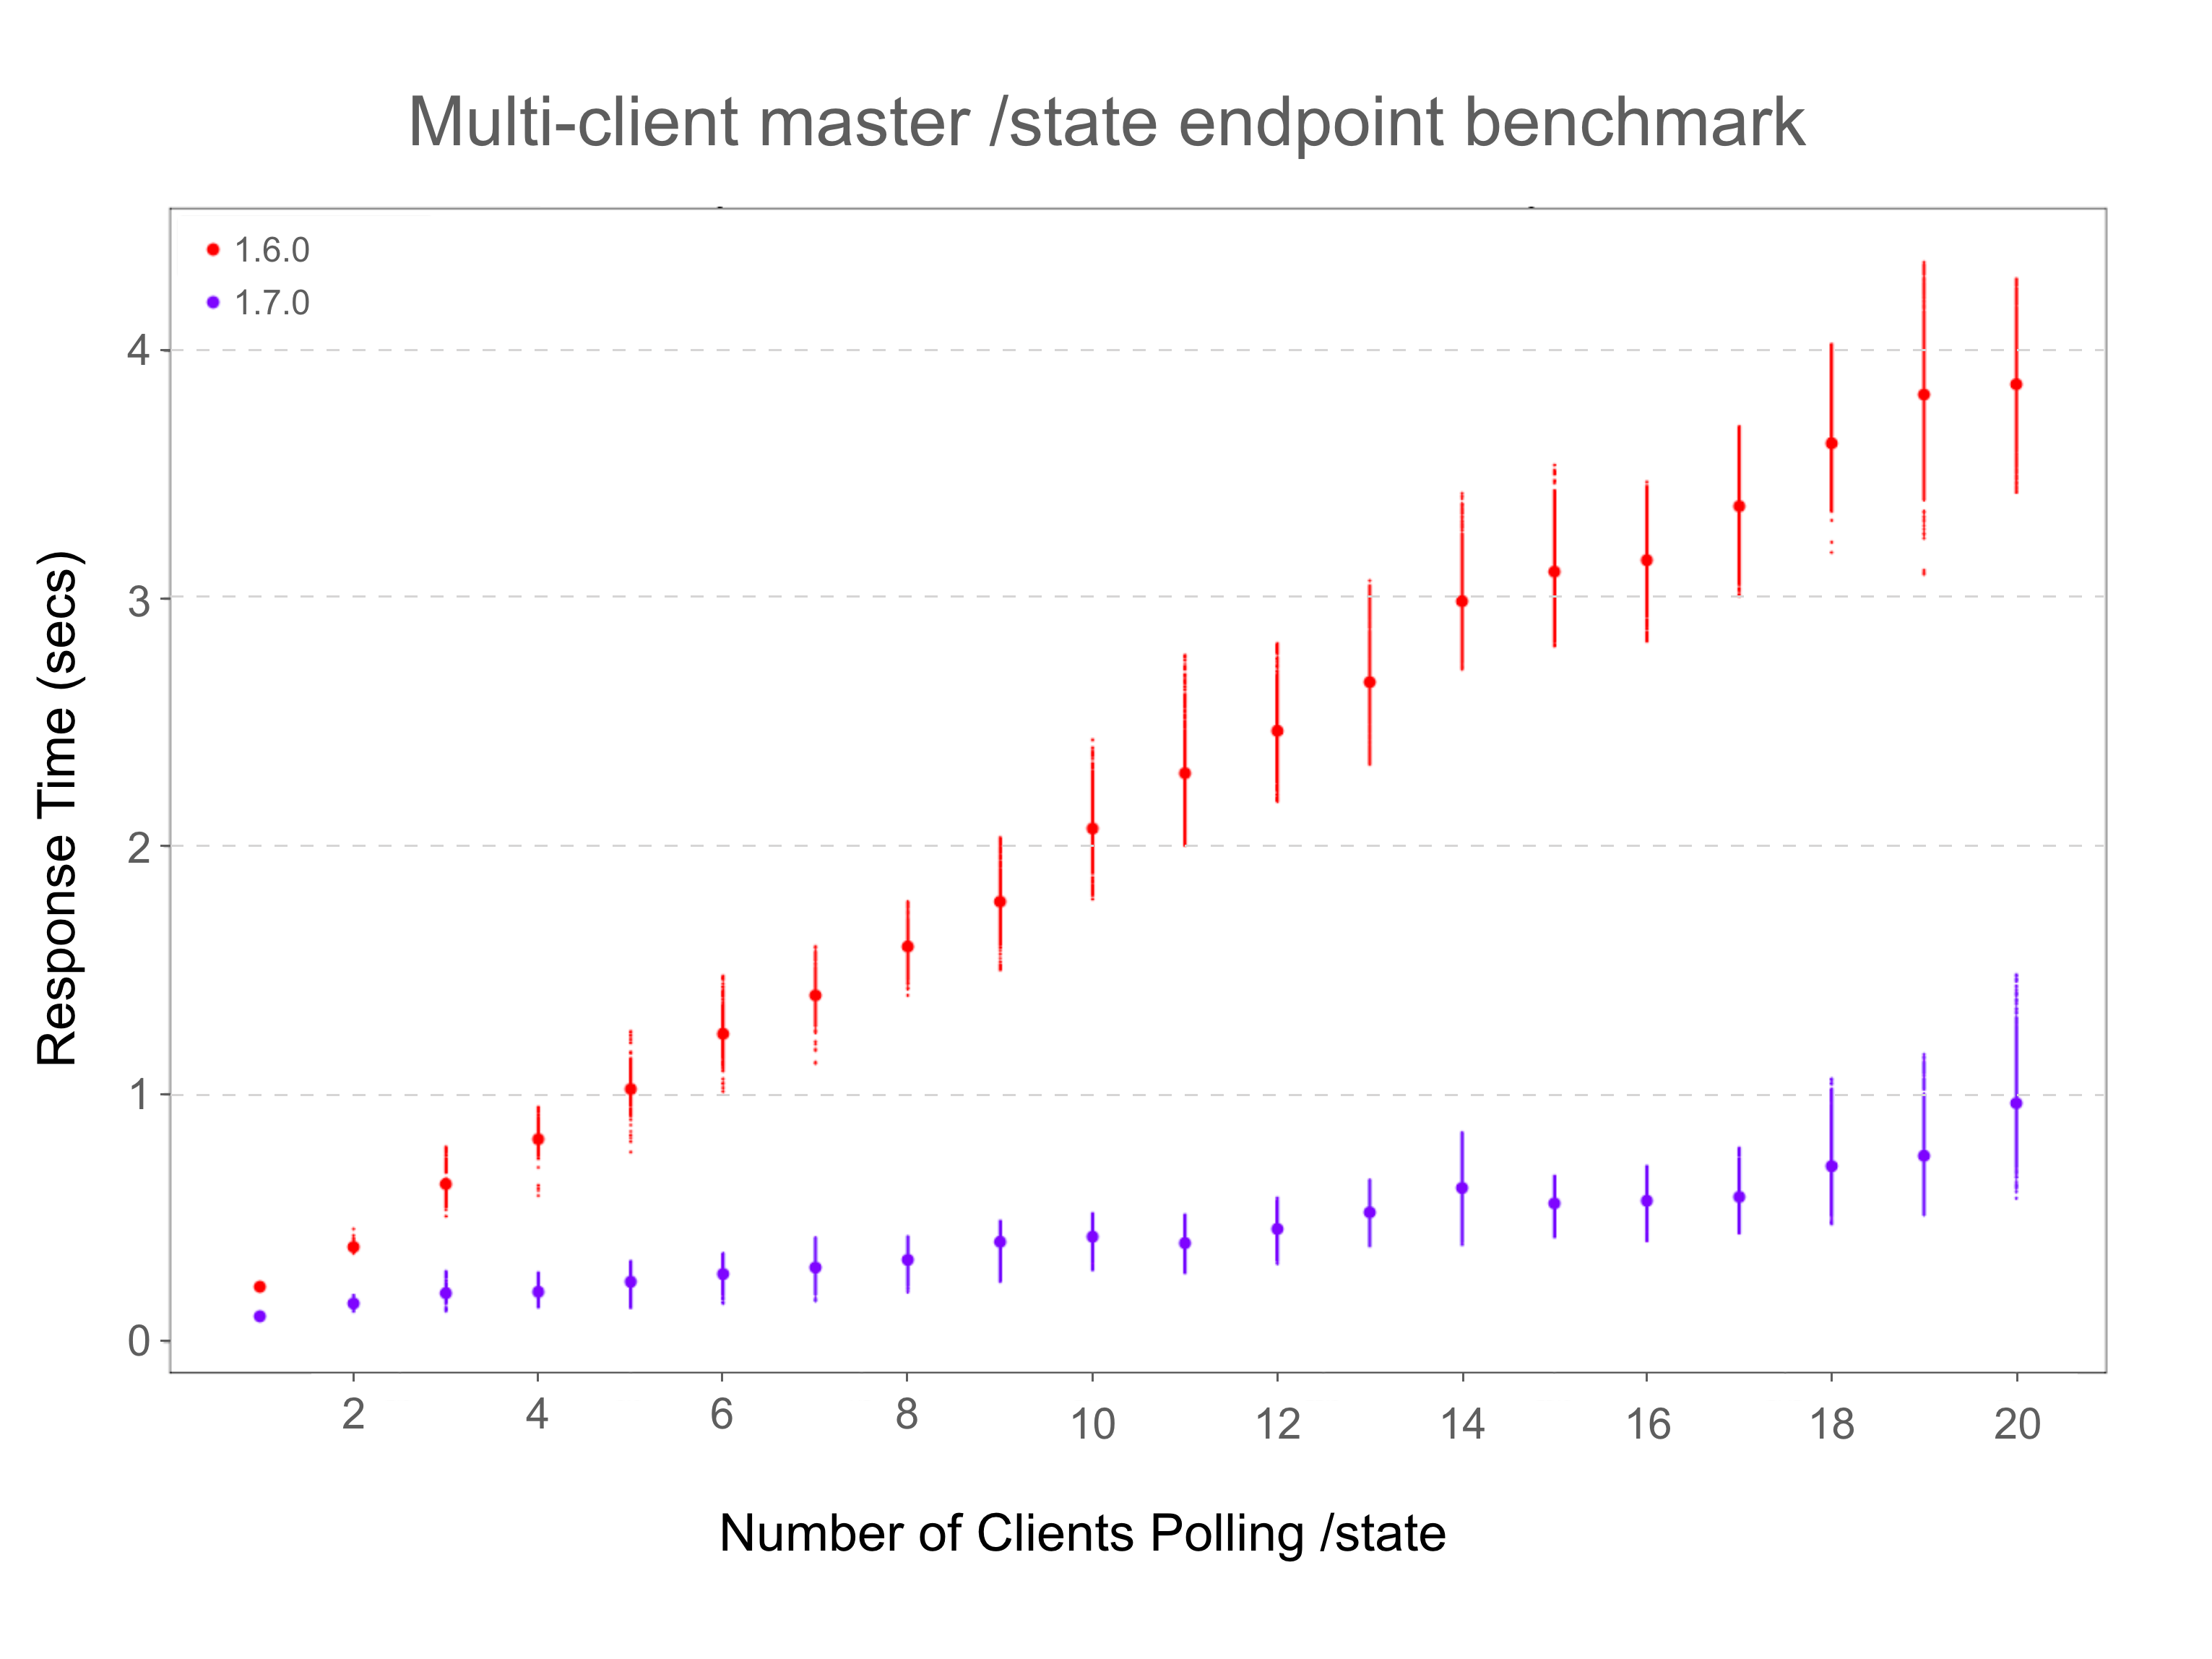 Multi-client master /state endpoint benchmark
1.6.0
1.7.0
4
3
2
1
0
Response Time (secs)
2 4 6 8 10 12 14 16 18 20
Number of Clients Polling /state